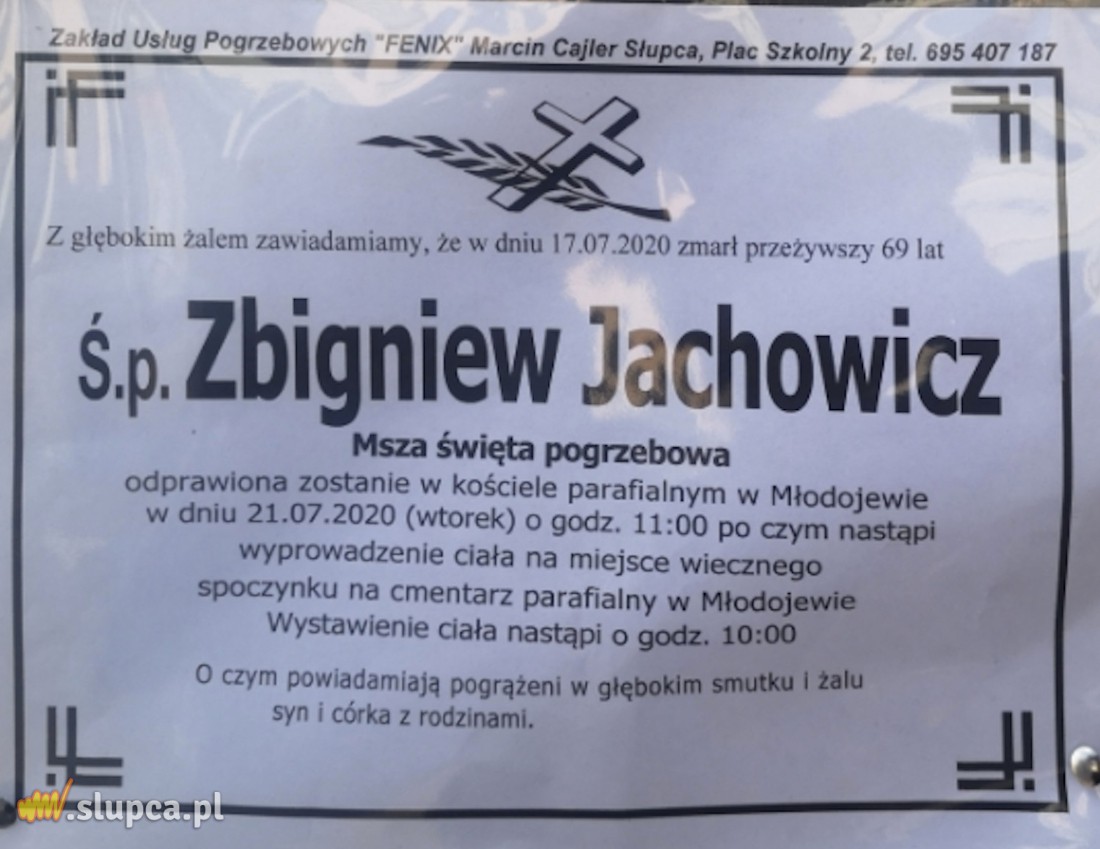 Zakład Usług Pogrzebowych "FENIX" Marcin Cajler Słupca, Plac Szkolny 2, tel. 695 407 187
Z głębokim żalem zawiadamiamy, że w dniu 17.07.2020 zmarł przeżywszy 69 lat
Ś.p. Zbigniew Jachowicz
Msza święta pogrzebowa
odprawiona zostanie w kościele parafialnym w Młodojewie
w dniu 21.07.2020 (wtorek) o godz. 11:00 po czym nastąpi
wyprowadzenie ciała na miejsce wiecznego
spoczynku na cmentarz parafialny w Młodojewie
Wystawienie ciała nastąpi o godz. 10:00
O czym powiadamiają pogrążeni w głębokim smutku i żalu
syn i córka z rodzinami.
.slupca.pl